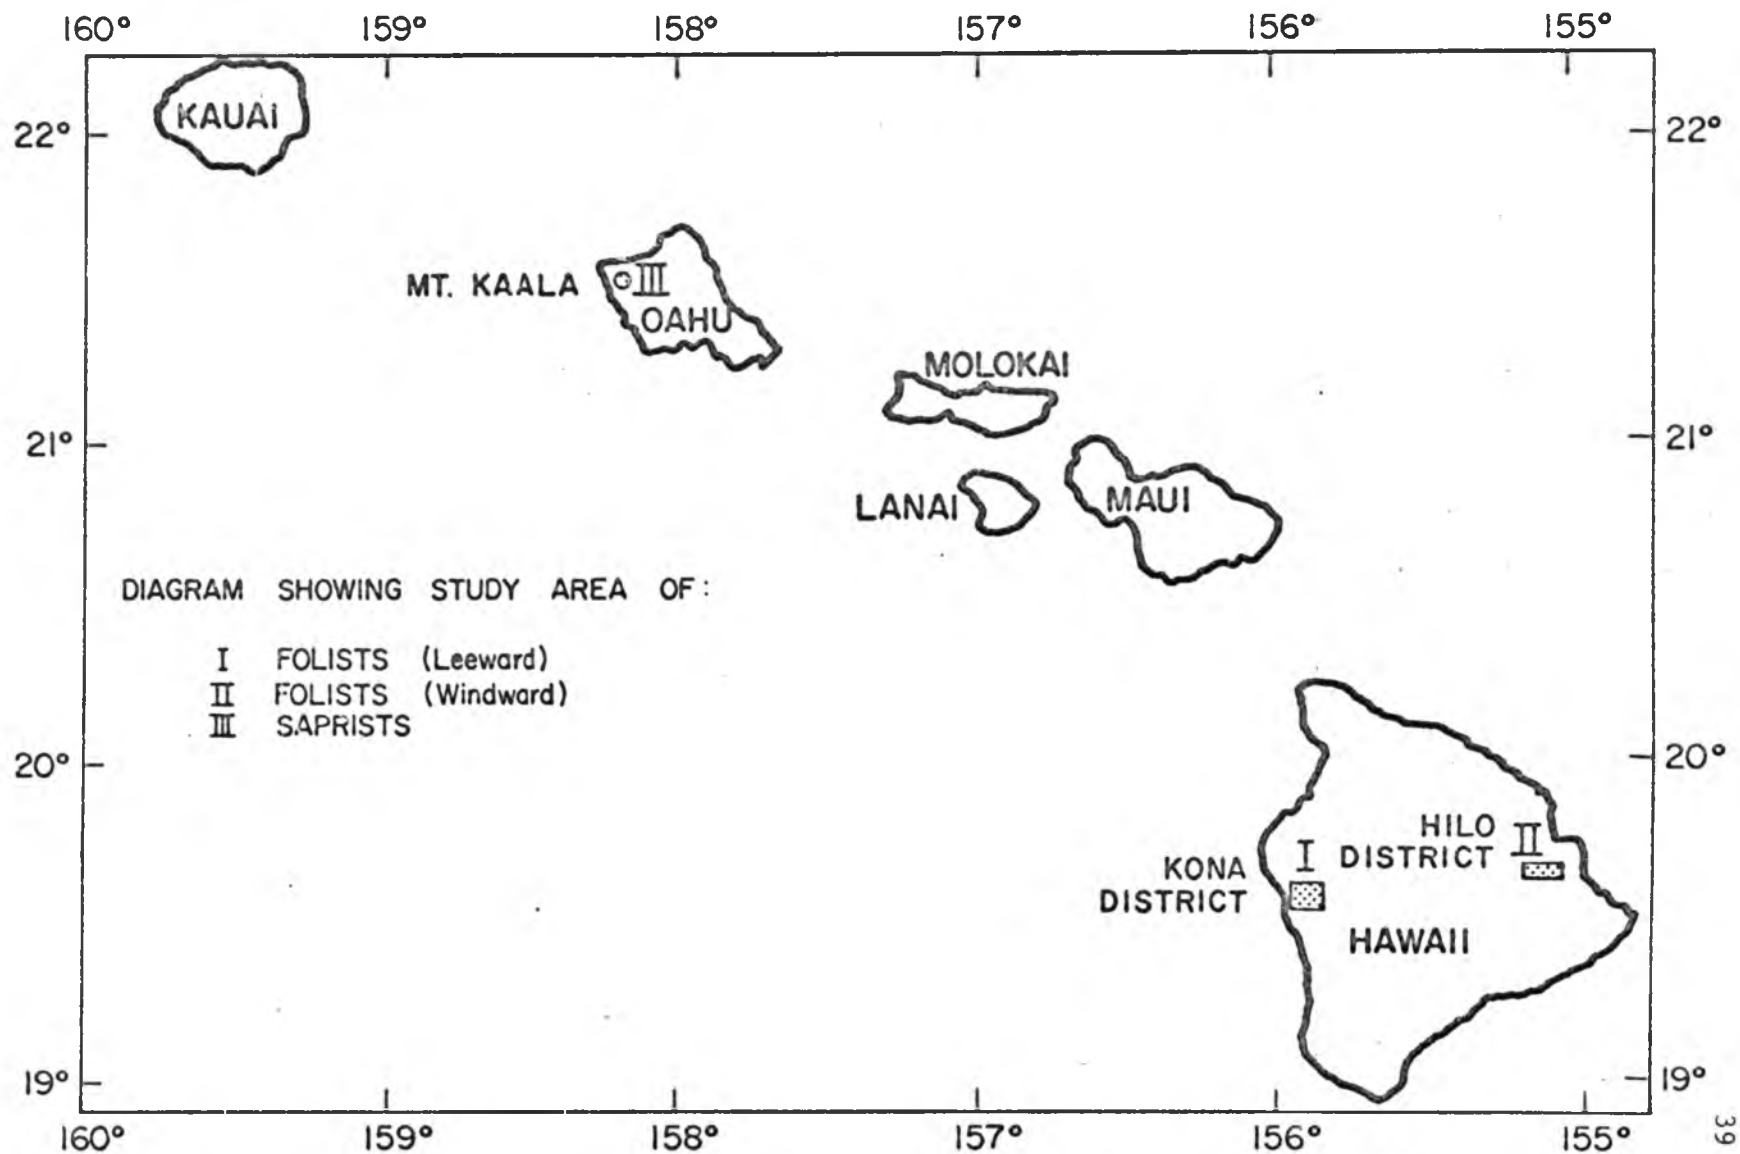 160° 159° 158° 157° 156° 155°
KAUAI
22° 22°
MT. KAALA III
OAHU
MOLOKAI
21° 21°
LANAI MAUI
DIAGRAM SHOWING STUDY AREA OF:
I FOLISTS (Leeward)
II FOLISTS (Windward)
III SAPRISTS
20° 20°
KONA
DISTRICT
I
HILO
DISTRICT
II
HAWAII
19° 19°
160° 159° 158° 157° 156° 155°
39